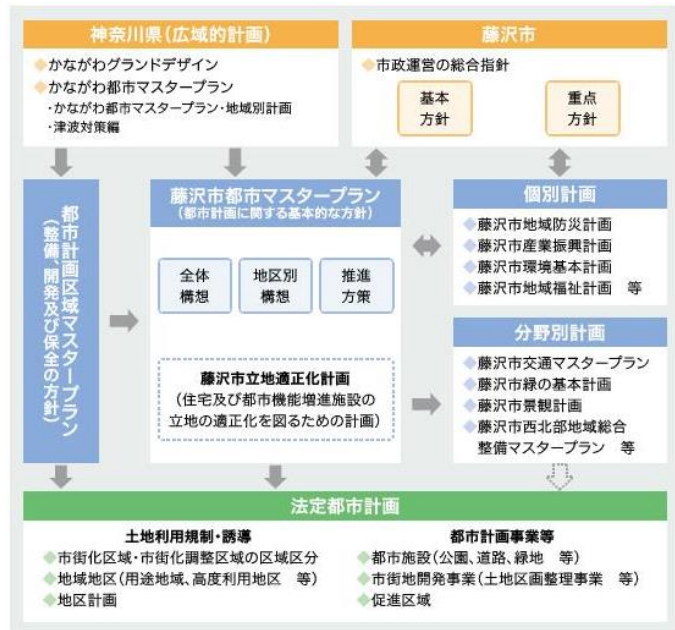 神奈川県(広域的計画)
◆かながわグランドデザイン
◆かながわ都市マスタープラン
・かながわ都市マスタープラン・地域別計画
・津波対策編
藤沢市
◆市政運営の総合指針
基本
方針
重点
方針
都市計画区域マスタープラン
(整備、開発及び保全の方針)
藤沢市都市マスタープラン
(都市計画に関する基本的な方針)
全体
構想
地区別
構想
推進
方策
藤沢市立地適正化計画
(住宅及び都市機能増進施設の
立地の適正化を図るための計画)
個別計画
◆藤沢市地域防災計画
◆藤沢市産業振興計画
◆藤沢市環境基本計画
◆藤沢市地域福祉計画 等
分野別計画
◆藤沢市交通マスタープラン
◆藤沢市緑の基本計画
◆藤沢市景観計画
◆藤沢市西北部地域総合
整備マスタープラン 等
法定都市計画
土地利用規制・誘導
◆市街化区域・市街化調整区域の区域区分
◆地域地区(用途地域、高度利用地区 等)
◆地区計画
都市計画事業等
◆都市施設(公園、道路、緑地 等)
◆市街地開発事業(土地区画整理事業 等)
◆促進区域